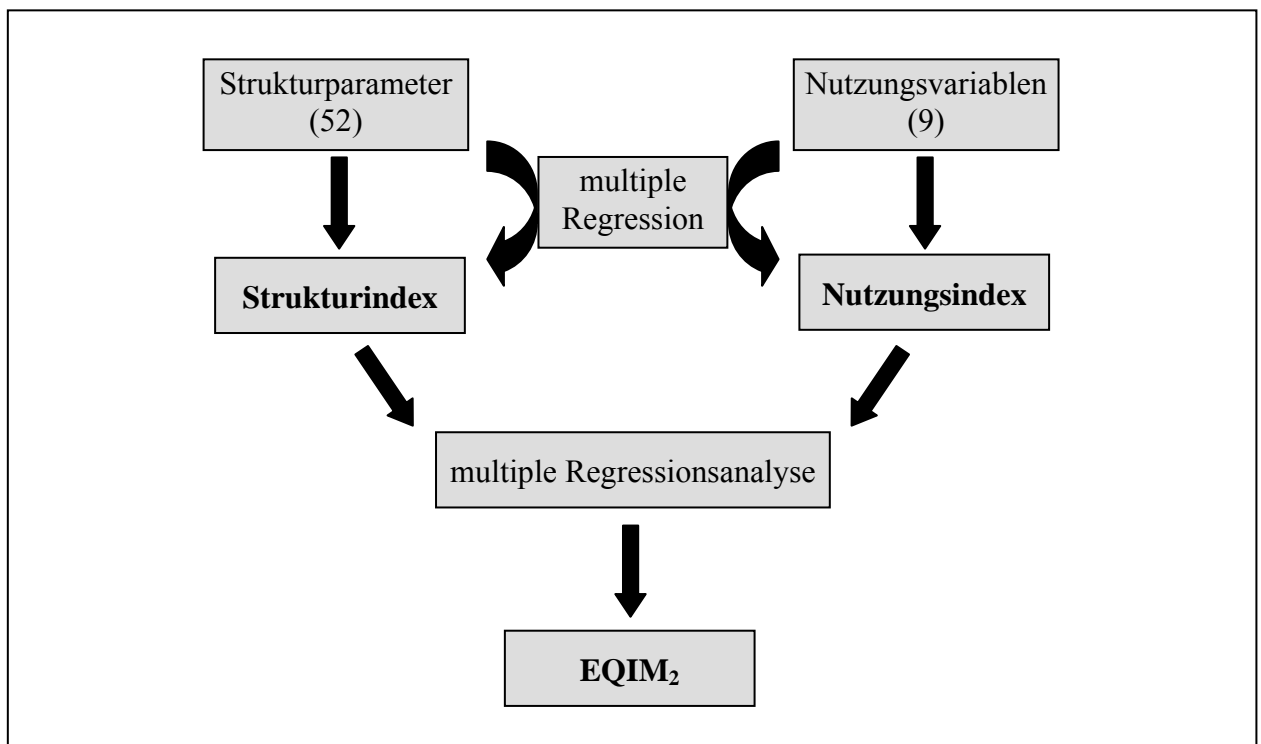 Strukturparameter
(52)
Nutzungsvariablen
(9)
multiple
Regression
Strukturindex
Nutzungsindex
multiple Regressionsanalyse
EQIM₂